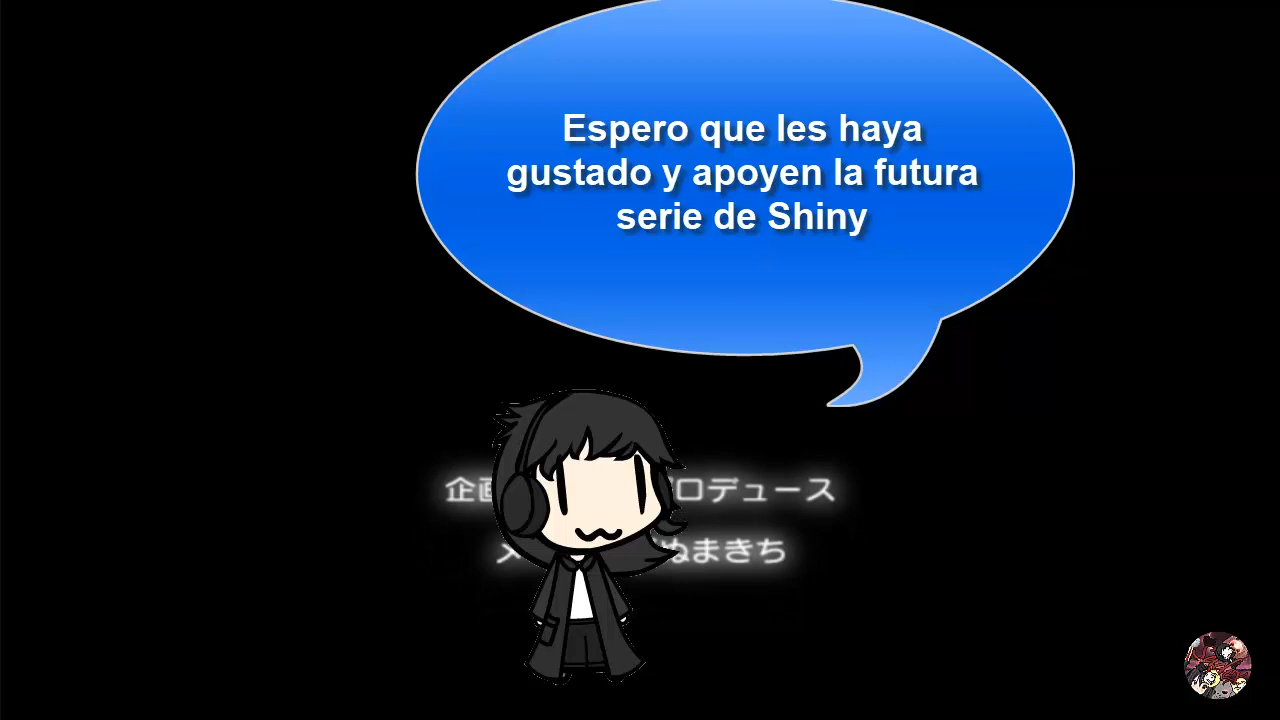 Espero que les haya
gustado y apoyen la futura
serie de Shiny
企画 ロデュース
メ ぬまきち